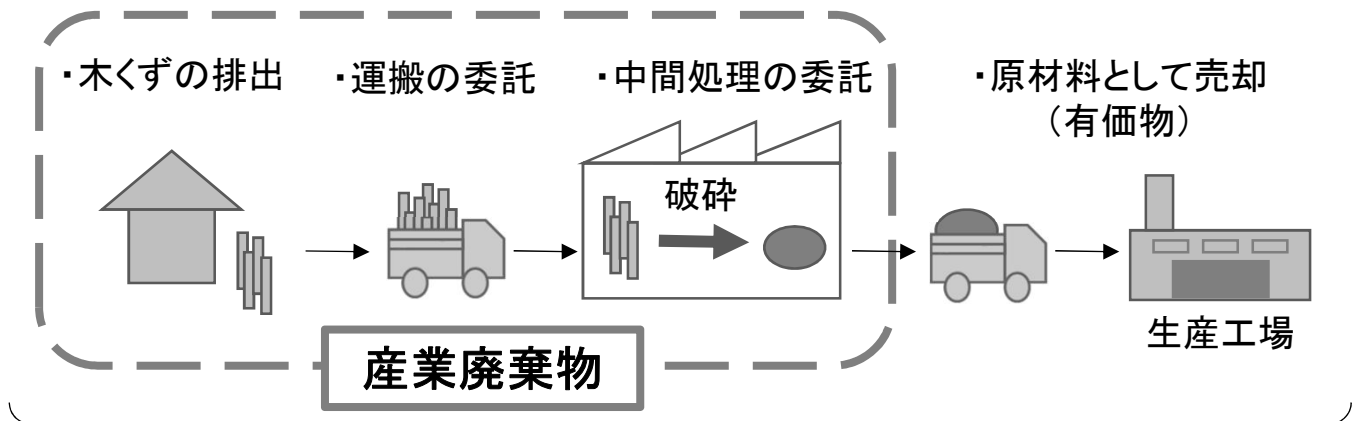 ・木くずの排出
・運搬の委託
・中間処理の委託
・原材料として売却
（有価物）
破砕
生産工場
産業廃棄物